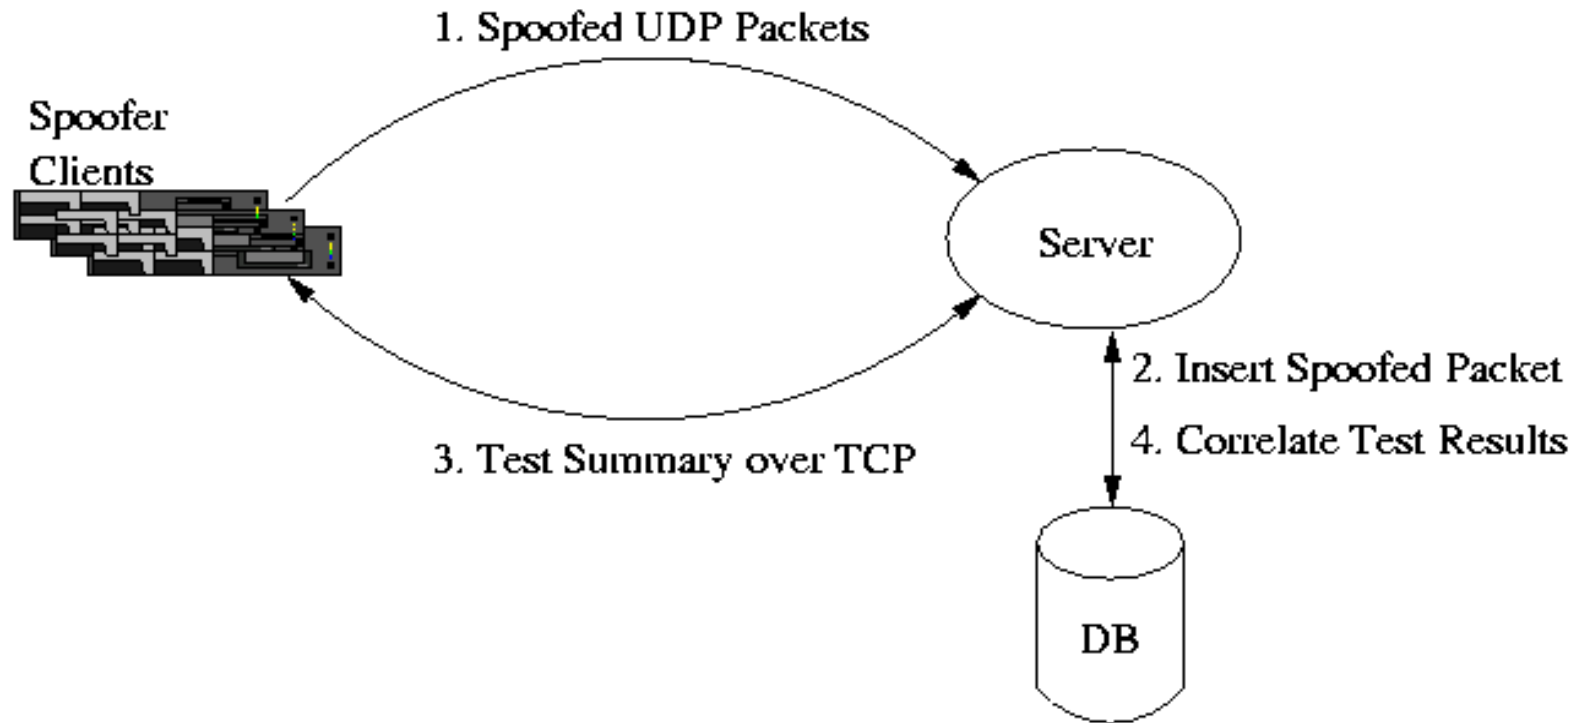 1. Spoofed UDP Packets
Spoofer
Clients
Server
2. Insert Spoofed Packet
4. Correlate Test Results
3. Test Summary over TCP
DB